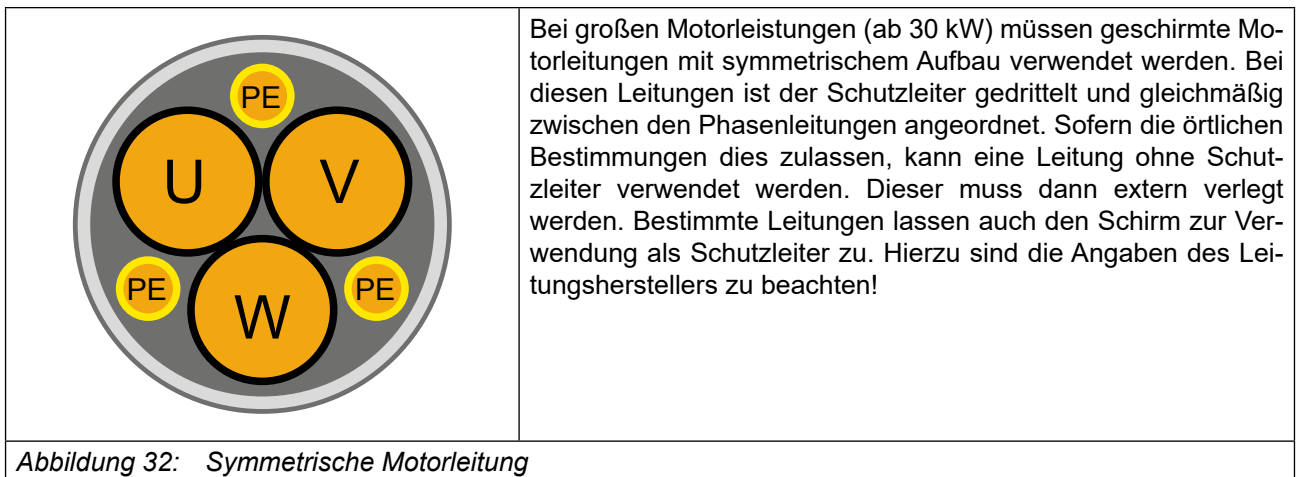 PE
U V
PE PE
W
Bei großen Motorleistungen (ab 30 kW) müssen geschirmte Mo-
torleitungen mit symmetrischem Aufbau verwendet werden. Bei
diesen Leitungen ist der Schutzleiter gedrittelt und gleichmäßig
zwischen den Phasenleitungen angeordnet. Sofern die örtlichen
Bestimmungen dies zulassen, kann eine Leitung ohne Schut-
zleiter verwendet werden. Dieser muss dann extern verlegt
werden. Bestimmte Leitungen lassen auch den Schirm zur Ver-
wendung als Schutzleiter zu. Hierzu sind die Angaben des Lei-
tungsherstellers zu beachten!
Abbildung 32: Symmetrische Motorleitung